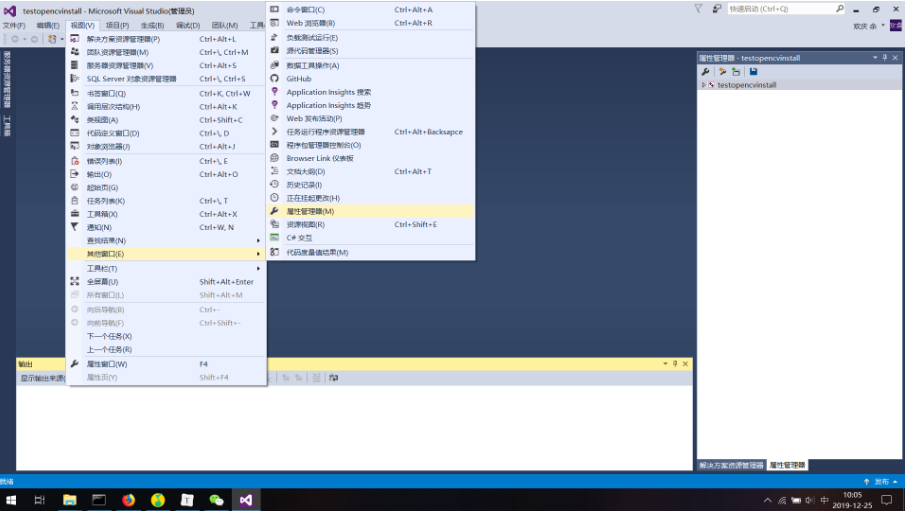 testopencvinstall - Microsoft Visual Studio(管理员)
快速启动 (Ctrl+Q)
文件(F) 编辑(E) 视图(V) 项目(P) 生成(B) 调试(D) 团队(M) 工具
欢庆 余
解决方案资源管理器(P) Ctrl+Alt+L
团队资源管理器(M) Ctrl+\, Ctrl+M
服务器资源管理器(V) Ctrl+Alt+S
SQL Server 对象资源管理器 Ctrl+\, Ctrl+S
书签窗口(Q) Ctrl+K, Ctrl+W
调用层次结构(H) Ctrl+Alt+K
类视图(A) Ctrl+Shift+C
代码定义窗口(D) Ctrl+\, D
对象浏览器(J) Ctrl+Alt+J
错误列表(I) Ctrl+\, E
输出(O) Ctrl+Alt+O
起始页(G)
任务列表(K) Ctrl+\, T
工具箱(X) Ctrl+Alt+X
通知(N) Ctrl+W, N
查找结果(N)
其他窗口(E)
工具栏(T)
全屏幕(U) Shift+Alt+Enter
所有窗口(L) Shift+Alt+M
向后导航(B) Ctrl+-
向前导航(F) Ctrl+Shift+-
下一个任务(X)
上一个任务(R)
属性窗口(W) F4
属性页(Y) Shift+F4
命令窗口(C) Ctrl+Alt+A
Web 浏览器(B) Ctrl+Alt+R
负载测试运行(E)
源代码管理器(S)
数据工具操作(A)
GitHub
Application Insights 搜索
Application Insights 趋势
Web 发布活动(P)
任务运行程序资源管理器 Ctrl+Alt+Backsapce
程序包管理器控制台(O)
Browser Link 仪表板
文档大纲(D) Ctrl+Alt+T
历史记录(I)
正在挂起更改(H)
属性管理器(M)
资源视图(R) Ctrl+Shift+E
C# 交互
代码度量值结果(M)
服务器资源管理器
工具箱
属性管理器 - testopencvinstall
testopencvinstall
输出
显示输出来源(
解决方案资源管理器 属性管理器
就绪
发布
中
10:05
2019-12-25